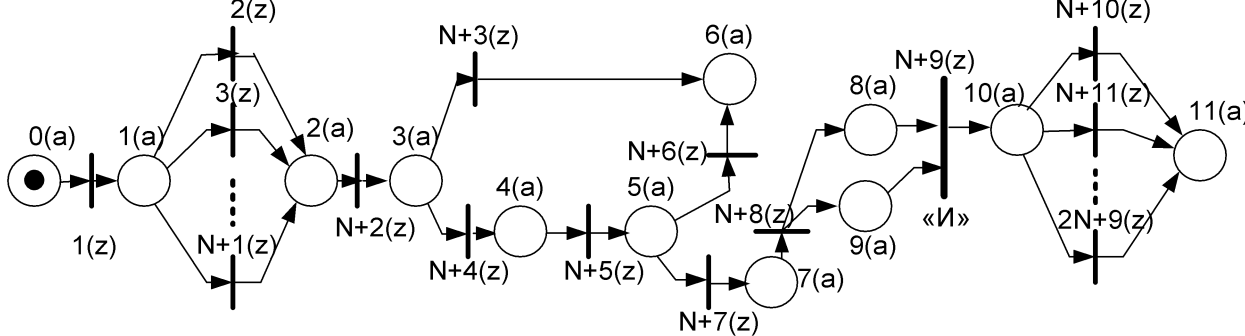 2(z)
N+10(z)
N+3(z)
6(a)
N+9(z)
3(z)
8(a)
10(a)
N+11(z)
11(a)
0(a)
1(a)
2(a)
3(a)
N+6(z)
4(a)
5(a)
N+8(z)
«И»
2N+9(z)
1(z)
N+1(z)
N+2(z)
9(a)
N+4(z)
N+5(z)
7(a)
N+7(z)